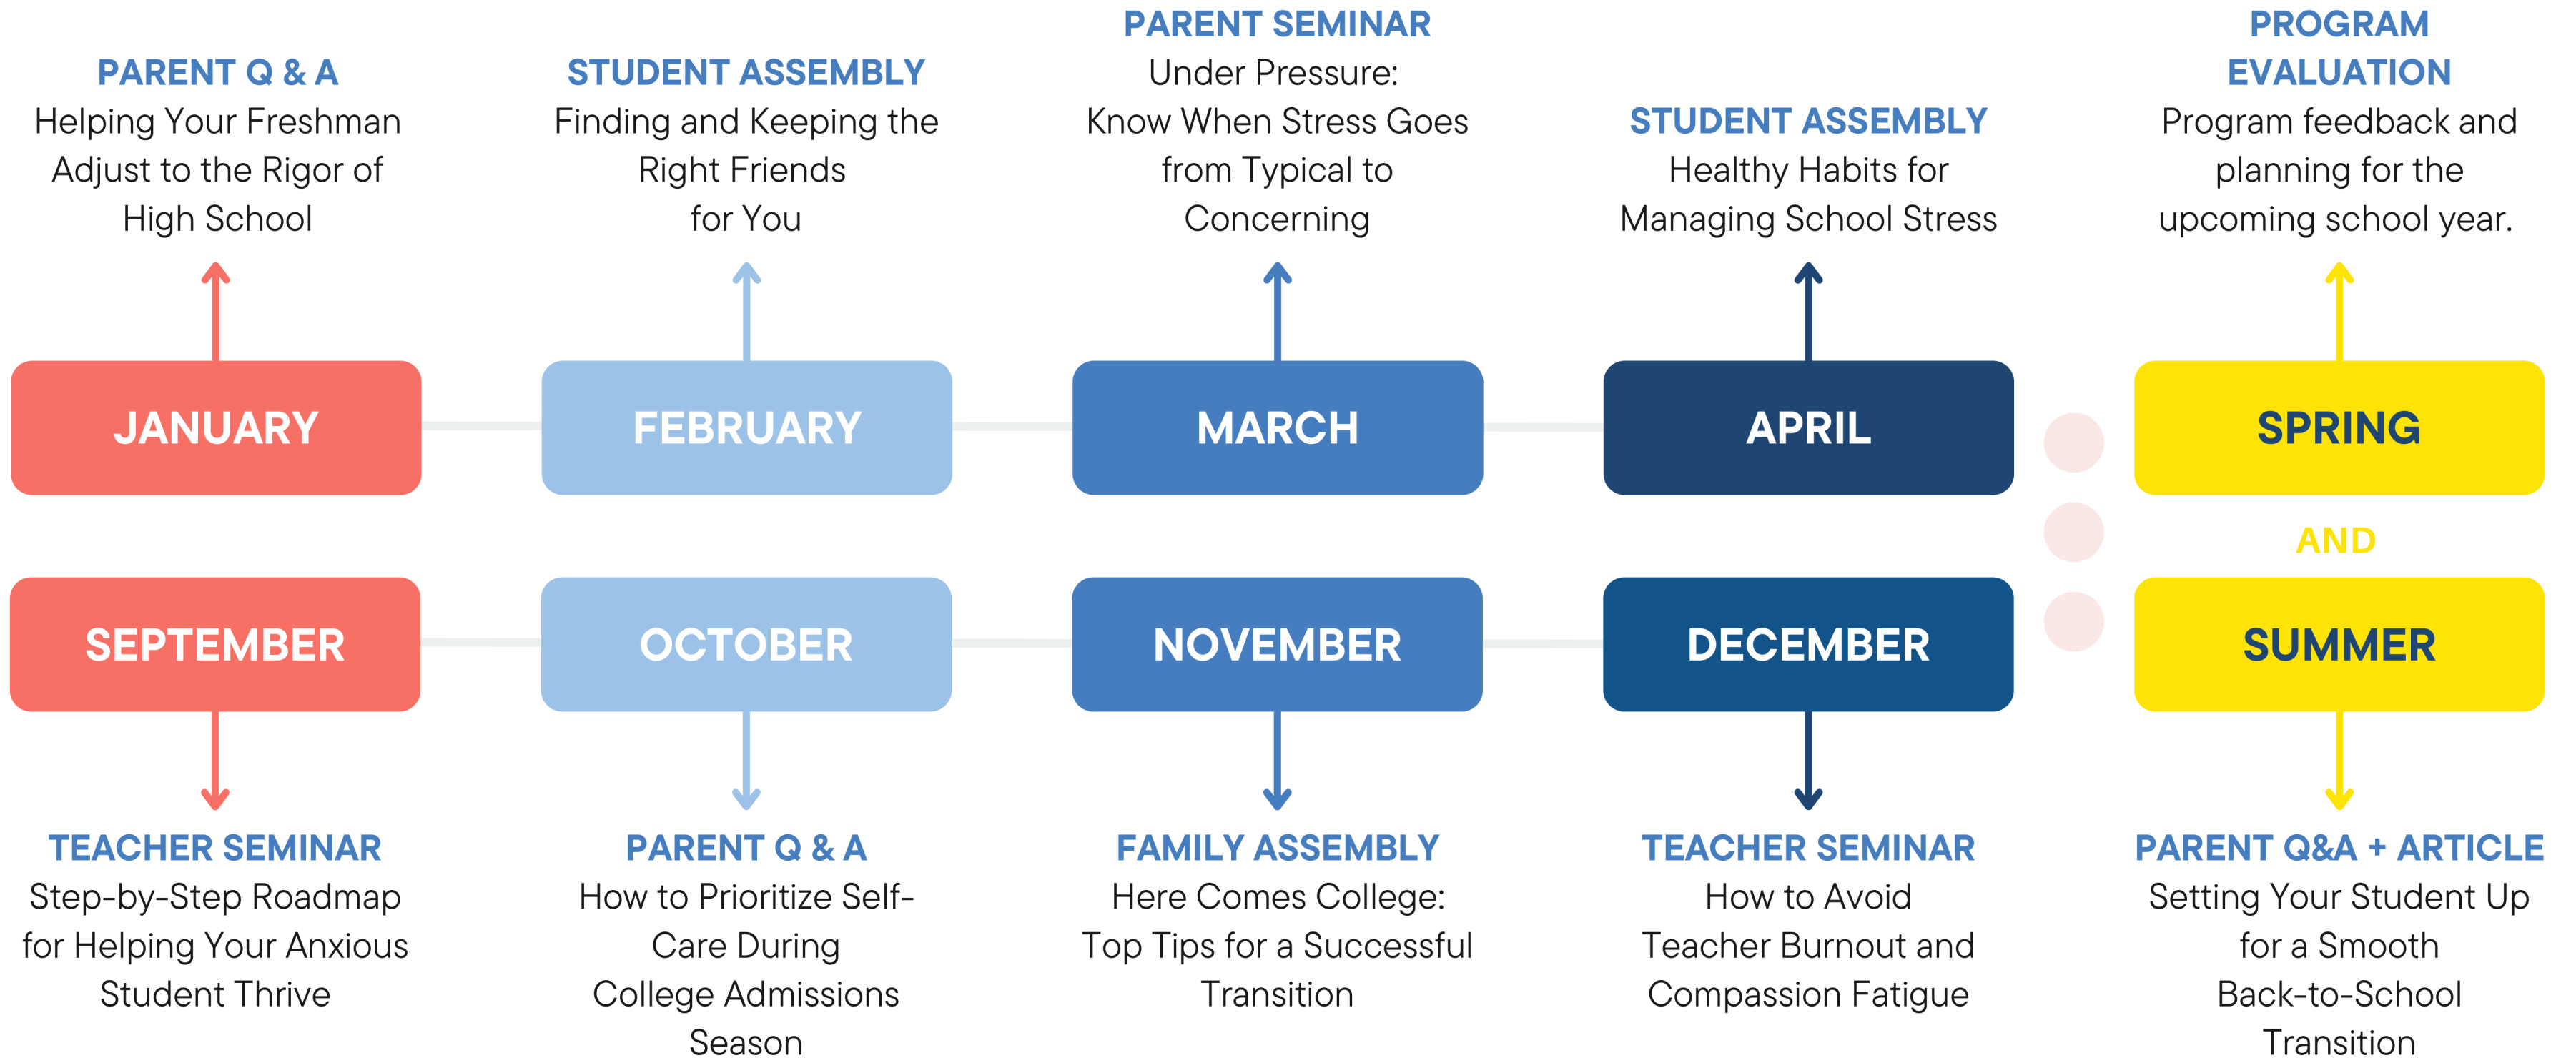 PARENT Q & A
Helping Your Freshman
Adjust to the Rigor of
High School
STUDENT ASSEMBLY
Finding and Keeping the
Right Friends
for You
PARENT SEMINAR
Under Pressure:
Know When Stress Goes
from Typical to
Concerning
STUDENT ASSEMBLY
Healthy Habits for
Managing School Stress
PROGRAM
EVALUATION
Program feedback and
planning for the
upcoming school year.
JANUARY
FEBRUARY
MARCH
APRIL
SPRING
AND
SEPTEMBER
OCTOBER
NOVEMBER
DECEMBER
SUMMER
TEACHER SEMINAR
Step-by-Step Roadmap
for Helping Your Anxious
Student Thrive
PARENT Q & A
How to Prioritize Self-
Care During
College Admissions
Season
FAMILY ASSEMBLY
Here Comes College:
Top Tips for a Successful
Transition
TEACHER SEMINAR
How to Avoid
Teacher Burnout and
Compassion Fatigue
PARENT Q&A + ARTICLE
Setting Your Student Up
for a Smooth
Back-to-School
Transition